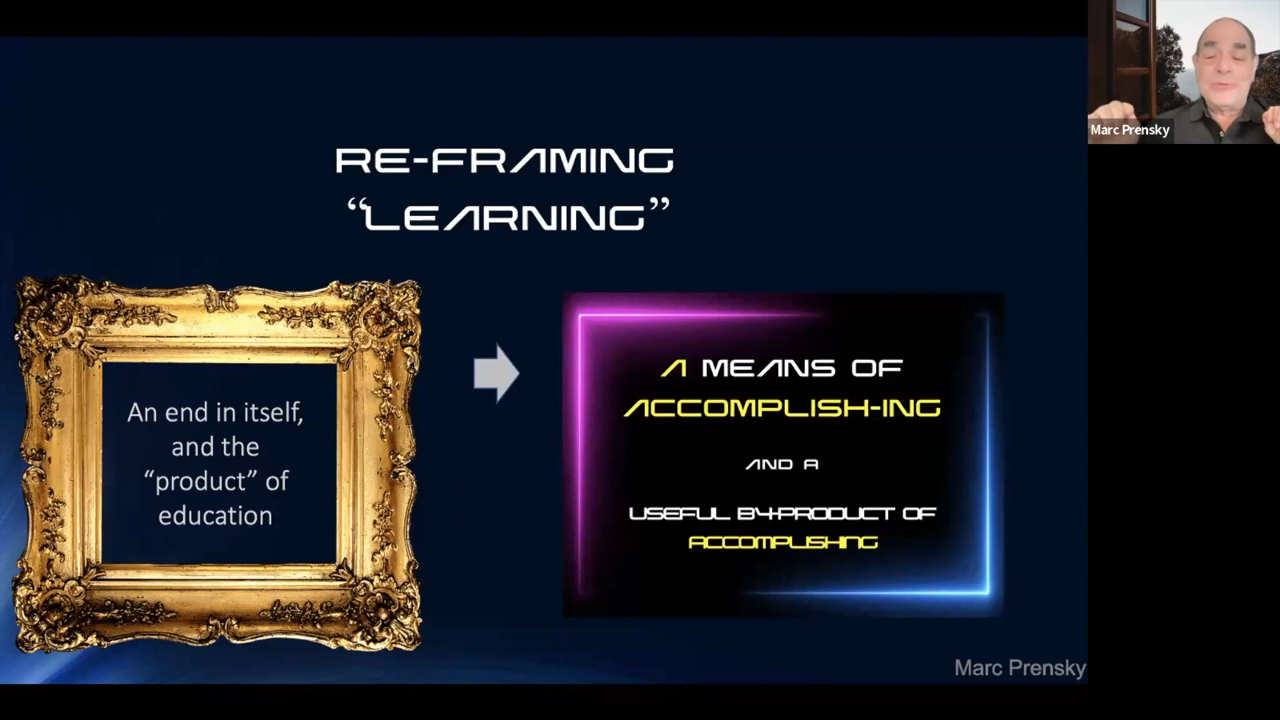 RE-FRAMING
“LEARNING”
An end in itself,
and the
“product” of
education
A MEANS OF
ACCOMPLISH-ING
AND A
USEFUL BY-PRODUCT OF
ACCOMPLISHING
Marc Prensky
Marc Prensky